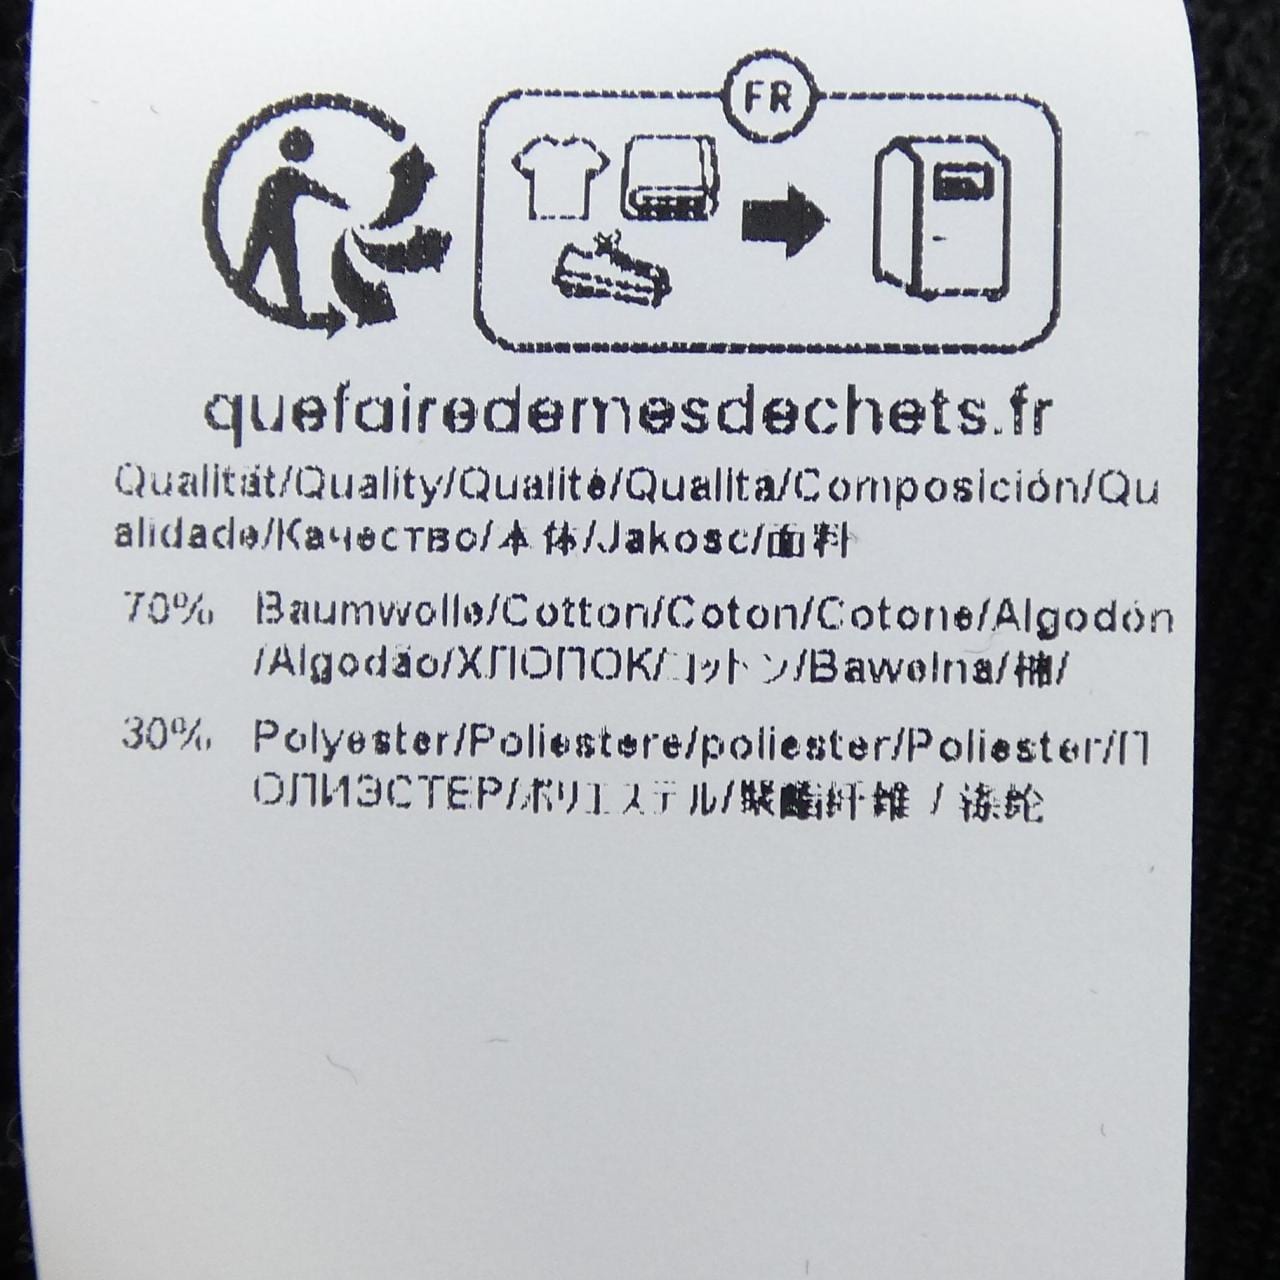 FR
quefairedemesdechets.fr
Qualität/Quality/Qualité/Qualita/Composición/Qu
alidade/Качество/本体/Jakosc/面料
70% Baumwolle/Cotton/Coton/Cotone/Algodón
/Algodão/ХЛОПОК/コットン/Bawelna/棉/
30% Polyester/Poliestere/poliester/Poliester/П
ОЛИЭСТЕР/ポリエステル/聚酯纤维 / 涤纶